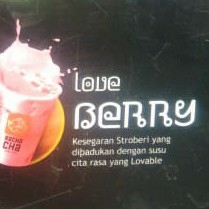 love
BERRY
Kesegaran Stroberi yang
dipadukan dengan susu
cita rasa yang Lovable